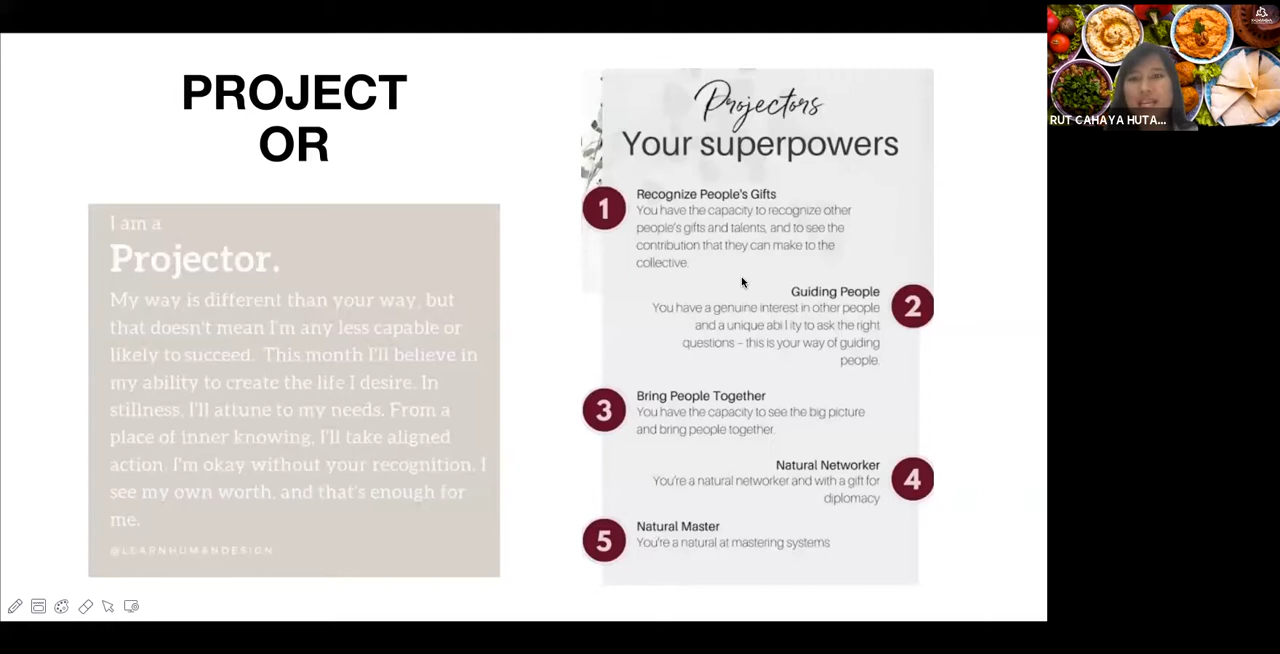 PROJECT
OR
I am a
Projector.
My way is different than your way, but
that doesn't mean I'm any less capable or
likely to succeed. This month I'll believe in
my ability to create the life I desire. In
stillness, I'll attune to my needs. From a
place of inner knowing, I'll take aligned
action. I'm okay without your recognition. I
see my own worth, and that's enough for
me.
@LEARNHUMANDESIGN
Projectors
Your superpowers
1
Recognize People's Gifts
You have the capacity to recognize other
people's gifts and talents, and to see the
contribution that they can make to the
collective.
Guiding People
2
You have a genuine interest in other people
and a unique abi l ity to ask the right
questions – this is your way of guiding
people.
3
Bring People Together
You have the capacity to see the big picture
and bring people together.
Natural Networker
4
You're a natural networker and with a gift for
diplomacy
5
Natural Master
You're a natural at mastering systems
RUT CAHAYA HUTA...